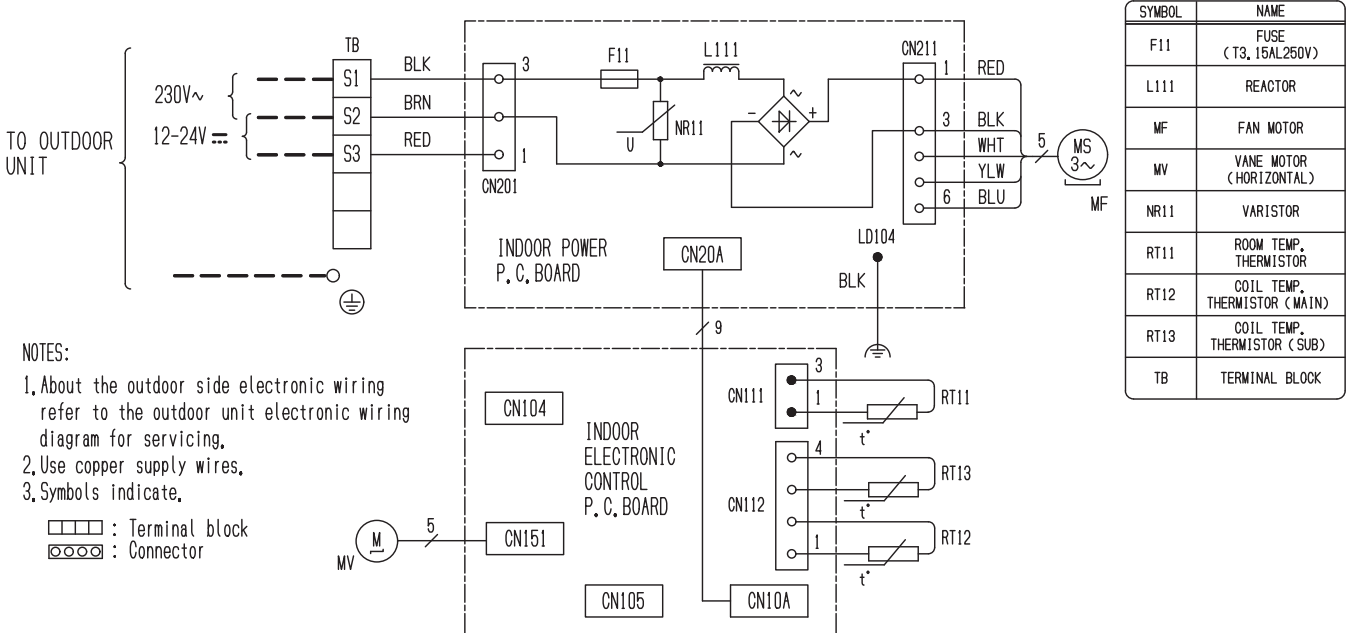 TO OUTDOOR
UNIT
230V~
12-24V
TB
S1
S2
S3
BLK
BRN
RED
3
1
CN201
F11
L111
NR11
U
~
-
+
~
CN211
1
3
6
RED
BLK
WHT
YLW
BLU
5
MS
3~
MF
INDOOR POWER
P.C.BOARD
CN20A
LD104
BLK
9
NOTES:
1.About the outdoor side electronic wiring
refer to the outdoor unit electronic wiring
diagram for servicing.
2.Use copper supply wires.
3.Symbols indicate.
: Terminal block
: Connector
MV
M
5
CN104
CN151
INDOOR
ELECTRONIC
CONTROL
P.C.BOARD
CN105
CN10A
CN111
3
1
RT11
t°
CN112
4
1
RT13
t°
RT12
t°
SYMBOL NAME
F11 FUSE
(T3.15AL250V)
L111 REACTOR
MF FAN MOTOR
MV VANE MOTOR
(HORIZONTAL)
NR11 VARISTOR
RT11 ROOM TEMP.
THERMISTOR
RT12 COIL TEMP.
THERMISTOR (MAIN)
RT13 COIL TEMP.
THERMISTOR (SUB)
TB TERMINAL BLOCK